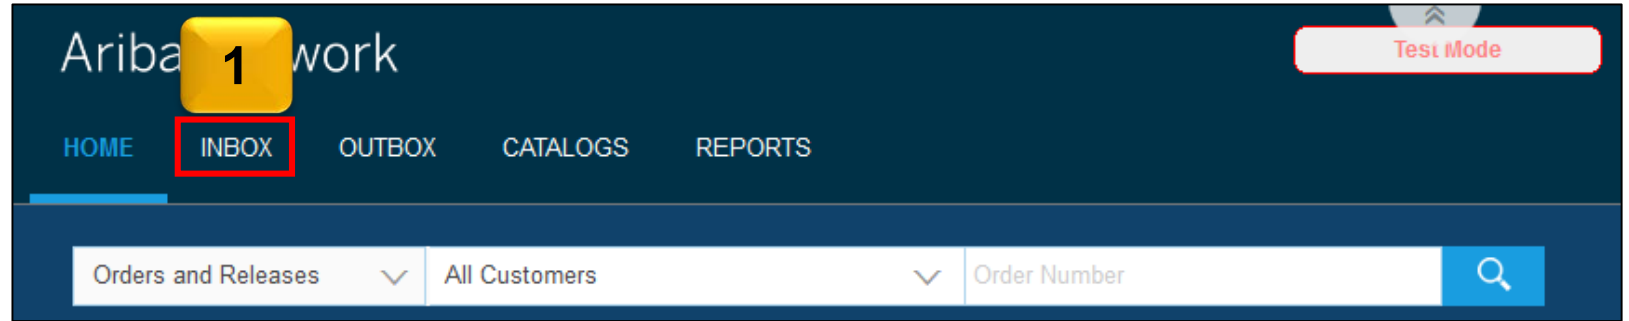 Ariba work
1
Test Mode
HOME INBOX OUTBOX CATALOGS REPORTS
Orders and Releases All Customers Order Number